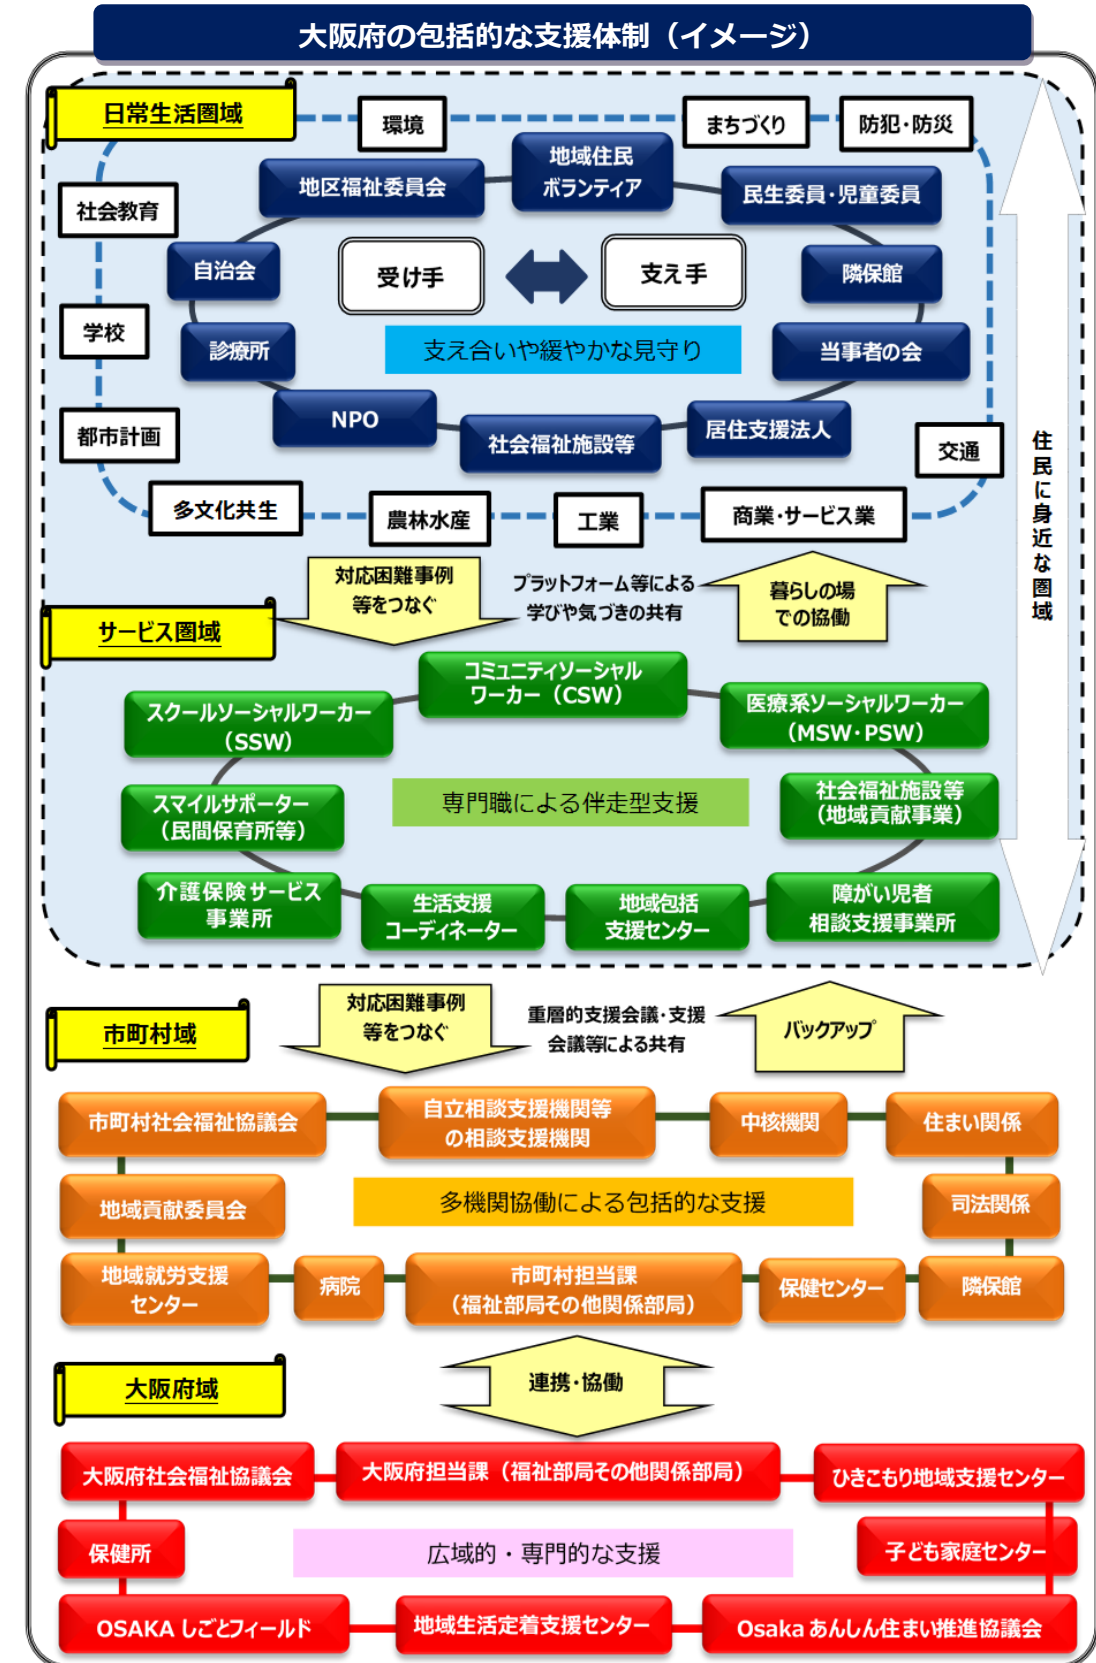 大阪府の包括的な支援体制（イメージ）
日常生活圏域
環境
まちづくり
防犯・防災
社会教育
地区福祉委員会
地域住民
ボランティア
民生委員・児童委員
自治会
受け手
支え手
隣保館
学校
診療所
支え合いや緩やかな見守り
当事者の会
都市計画
NPO
社会福祉施設等
居住支援法人
交通
多文化共生
農林水産
工業
商業・サービス業
住民に身近な圏域
対応困難事例
等をつなぐ
プラットフォーム等による
学びや気づきの共有
暮らしの場
での協働
サービス圏域
コミュニティソーシャル
ワーカー（CSW）
スクールソーシャルワーカー
（SSW）
医療系ソーシャルワーカー
（MSW・PSW）
スマイルサポーター
（民間保育所等）
専門職による伴走型支援
社会福祉施設等
（地域貢献事業）
介護保険サービス
事業所
生活支援
コーディネーター
地域包括
支援センター
障がい児者
相談支援事業所
市町村域
対応困難事例
等をつなぐ
重層的支援会議・支援
会議等による共有
バックアップ
市町村社会福祉協議会
自立相談支援機関等
の相談支援機関
中核機関
住まい関係
地域貢献委員会
多機関協働による包括的な支援
司法関係
地域就労支援
センター
病院
市町村担当課
（福祉部局その他関係部局）
保健センター
隣保館
大阪府域
連携・協働
大阪府社会福祉協議会
大阪府担当課（福祉部局その他関係部局）
ひきこもり地域支援センター
保健所
広域的・専門的な支援
子ども家庭センター
OSAKA しごとフィールド
地域生活定着支援センター
Osaka あんしん住まい推進協議会